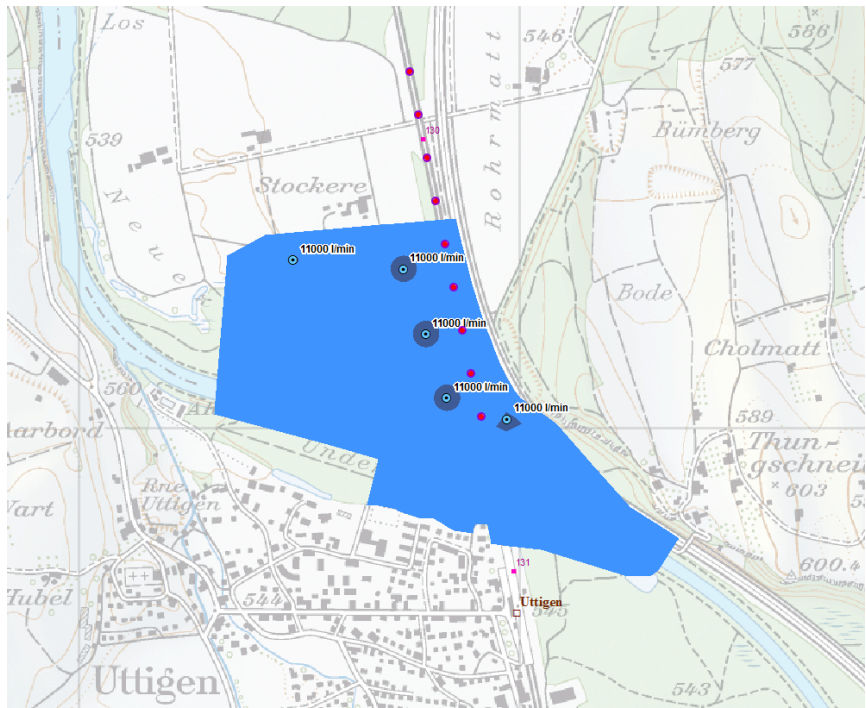 Los
546
586
577
130
539
Bümberg
Rohrmatt
Stockere
Neue
11000 l/min
11000 l/min
Bode
11000 l/min
Cholmatt
560
11000 l/min
11000 l/min
589
Aarbord
Thun-
gschnei
603
Uttigen
Wart
131
600.4
Hubel
544
Uttigen
545
Uttigen
543